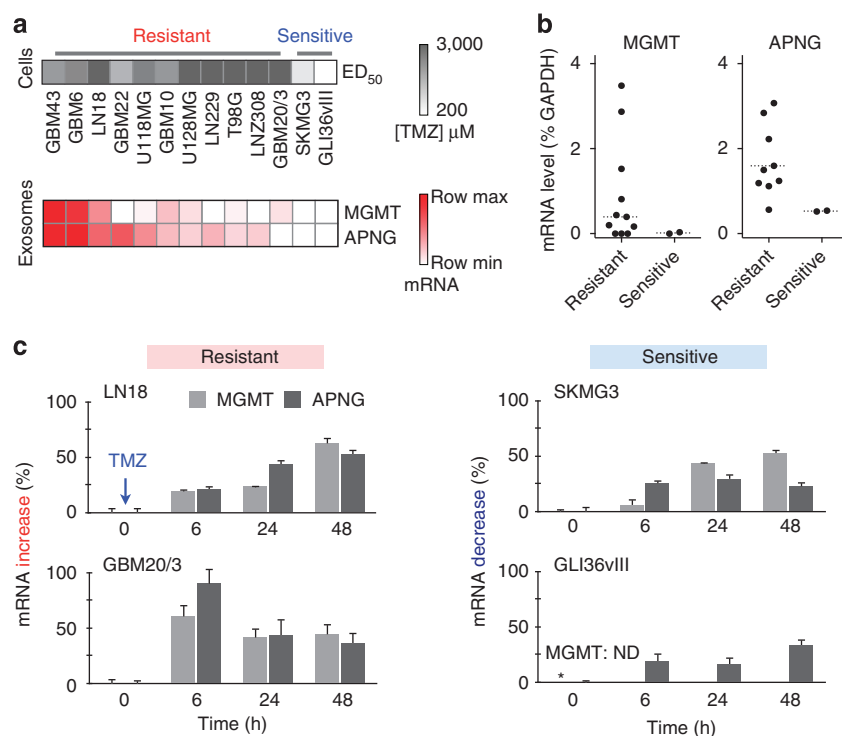 a
Resistant
Sensitive
Cells
ED50
GBM43
GBM6
LN18
GBM22
U118MG
GBM10
U128MG
LN229
T98G
LNZ308
GBM20/3
SKMG3
GLI36vIII
3,000
200
[TMZ] μM
Exosomes
MGMT
APNG
Row max
Row min
mRNA
b
MGMT
APNG
mRNA level (% GAPDH)
4
2
0
Resistant
Sensitive
4
2
0
Resistant
Sensitive
c
Resistant
Sensitive
mRNA increase (%)
LN18
MGMT
APNG
100
50
0
TMZ
0
6
24
48
GBM20/3
100
50
0
0
6
24
48
Time (h)
mRNA decrease (%)
SKMG3
100
50
0
0
6
24
48
GLI36vIII
100
50
0
MGMT: ND
*
0
6
24
48
Time (h)